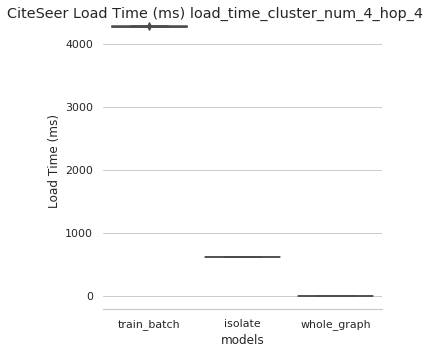 CiteSeer Load Time (ms) load_time_cluster_num_4_hop_4
4000
3000
2000
1000
0
Load Time (ms)
train_batch isolate whole_graph
models